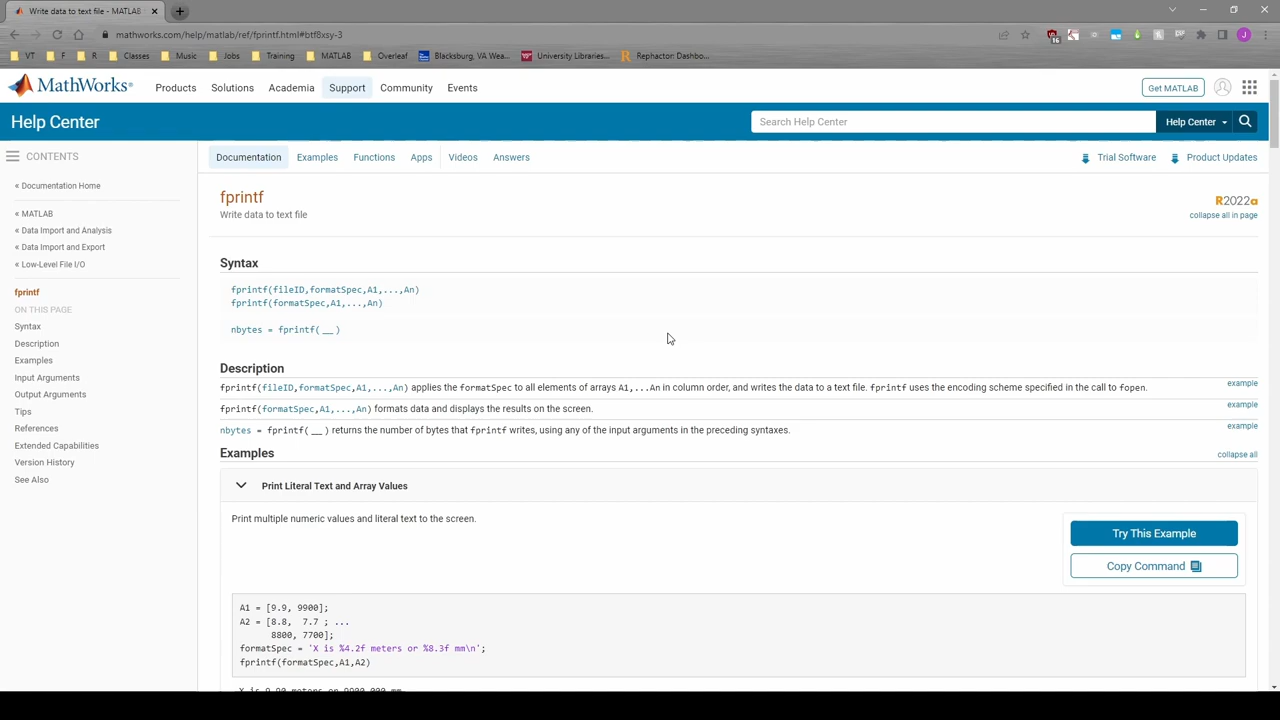 Write data to text file - MATLAB
mathworks.com/help/matlab/ref/fprintf.html#btf8xsy-3
16
J
VT F R Classes Music Jobs Training MATLAB Overleaf Blacksburg, VA Wea... University Libraries... Rephactor Dashbo...
MathWorks®
Products Solutions Academia Support Community Events
Get MATLAB
Help Center
Search Help Center
Help Center
CONTENTS
Documentation Examples Functions Apps Videos Answers
Trial Software Product Updates
« Documentation Home
« MATLAB
« Data Import and Analysis
« Data Import and Export
« Low-Level File I/O
fprintf
ON THIS PAGE
Syntax
Description
Examples
Input Arguments
Output Arguments
Tips
References
Extended Capabilities
Version History
See Also
fprintf
R2022a
Write data to text file
collapse all in page
Syntax
fprintf(fileID,formatSpec,A1,...,An)
fprintf(formatSpec,A1,...,An)
nbytes = fprintf(__)
Description
fprintf(fileID,formatSpec,A1,...,An) applies the formatSpec to all elements of arrays A1,...An in column order, and writes the data to a text file. fprintf uses the encoding scheme specified in the call to fopen.
example
fprintf(formatSpec,A1,...,An) formats data and displays the results on the screen.
example
nbytes = fprintf(__) returns the number of bytes that fprintf writes, using any of the input arguments in the preceding syntaxes.
example
Examples
collapse all
Print Literal Text and Array Values
Print multiple numeric values and literal text to the screen.
Try This Example
Copy Command
A1 = [9.9, 9900];
A2 = [8.8, 7.7 ; ...
8800, 7700];
formatSpec = 'X is %4.2f meters or %8.3f mm\n';
fprintf(formatSpec,A1,A2)
X is 9.90 meters or 9900.000 mm